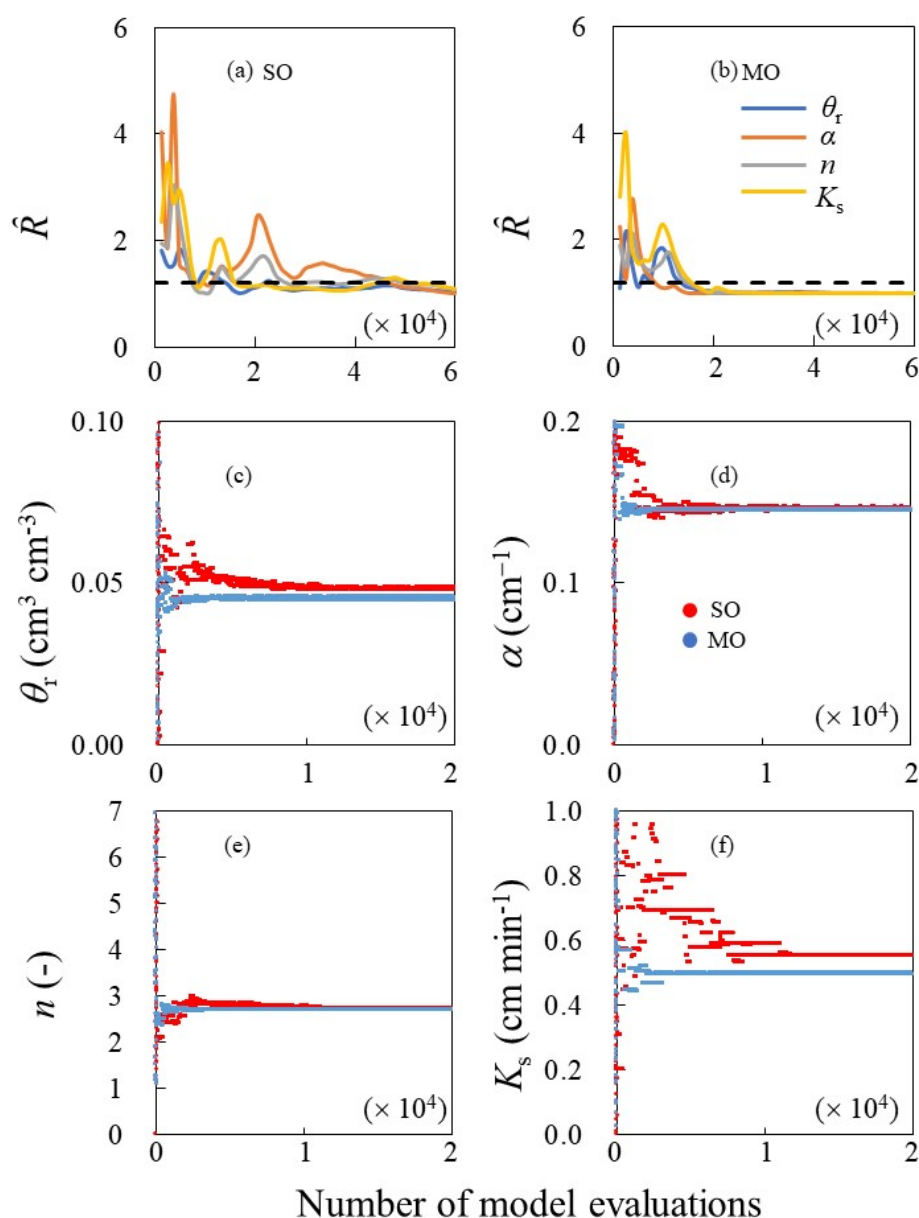 6
4
2
0
R̂
(a) SO
(× 10⁴)
0
2
4
6
6
4
2
0
R̂
(b) MO
θr
α
n
Ks
(× 10⁴)
0
2
4
6
0.10
0.05
0.00
θr (cm³ cm⁻³)
(c)
(× 10⁴)
0
1
2
0.2
0.1
0.0
α (cm⁻¹)
(d)
SO
MO
(× 10⁴)
0
1
2
7
6
5
4
3
2
1
0
n (-)
(e)
(× 10⁴)
0
1
2
1.0
0.8
0.6
0.4
0.2
0.0
Ks (cm min⁻¹)
(f)
(× 10⁴)
0
1
2
Number of model evaluations